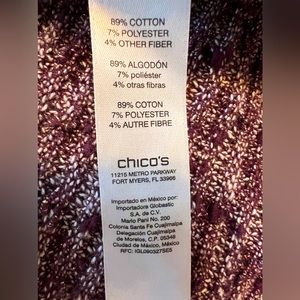 89% COTTON
7% POLYESTER
4% OTHER FIBER
89% ALGODÓN
7% poliéster
4% otras fibras
89% COTON
7% POLYESTER
4% AUTRE FIBRE
chico's
11215 METRO PARKWAY
FORT MYERS, FL 33966
Importado en México por:
Importadora Globastic
S.A. de C.V.
Mario Pani No. 200
Colonia Santa Fe Cuajimalpa
Delegación Cuajimalpa
de Morelos, C.P. 05348
Ciudad de México, México
RFC: IGL090327SE5